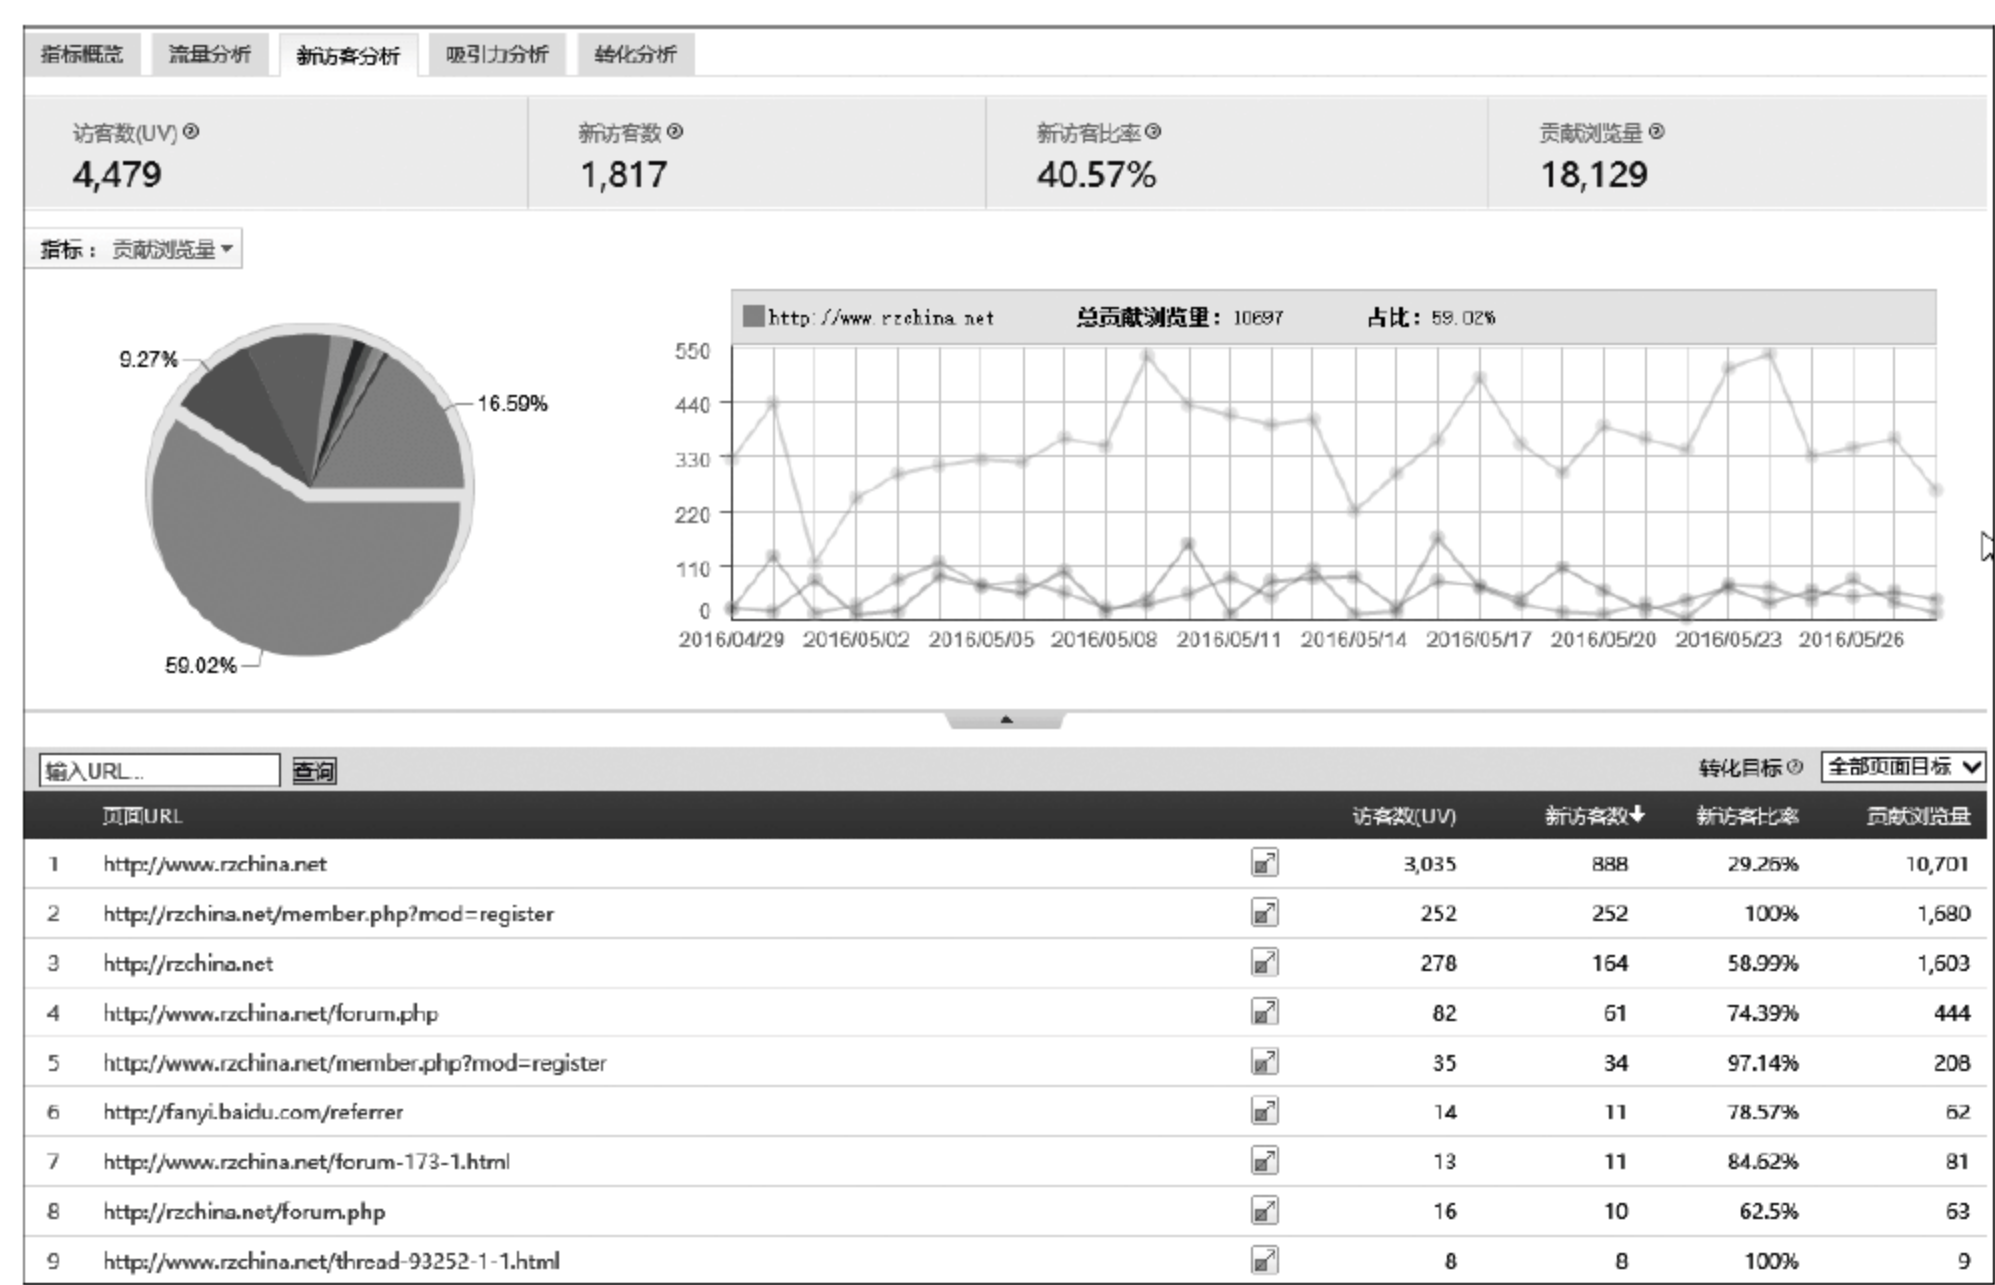 指标概览 流量分析 新访客分析 吸引力分析 转化分析
访客数(UV) 新访客数 新访客比率 贡献浏览量
4,479 1,817 40.57% 18,129
指标： 贡献浏览量
9.27%
16.59%
59.02%
http://www.rzchina.net 总贡献浏览里： 10697 占比： 59.02%
550
440
330
220
110
0
2016/04/29 2016/05/02 2016/05/05 2016/05/08 2016/05/11 2016/05/14 2016/05/17 2016/05/20 2016/05/23 2016/05/26
输入URL... 查询 转化目标 全部页面目标
页面URL 访客数(UV) 新访客数 新访客比率 贡献浏览量
1 http://www.rzchina.net 3,035 888 29.26% 10,701
2 http://rzchina.net/member.php?mod=register 252 252 100% 1,680
3 http://rzchina.net 278 164 58.99% 1,603
4 http://www.rzchina.net/forum.php 82 61 74.39% 444
5 http://www.rzchina.net/member.php?mod=register 35 34 97.14% 208
6 http://fanyi.baidu.com/referrer 14 11 78.57% 62
7 http://www.rzchina.net/forum-173-1.html 13 11 84.62% 81
8 http://rzchina.net/forum.php 16 10 62.5% 63
9 http://www.rzchina.net/thread-93252-1-1.html 8 8 100% 9